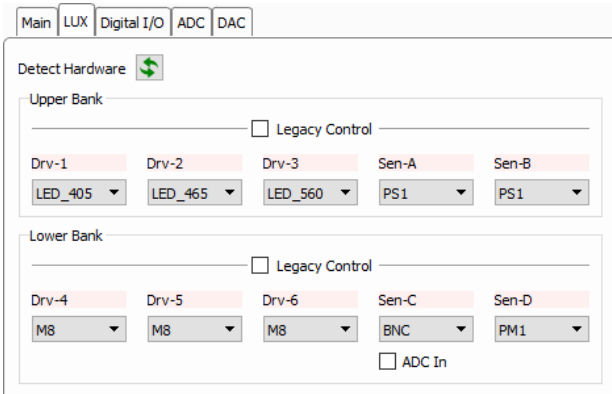 Main LUX Digital I/O ADC DAC
Detect Hardware
Upper Bank
Legacy Control
Drv-1 Drv-2 Drv-3 Sen-A Sen-B
LED_405 LED_465 LED_560 PS1 PS1
Lower Bank
Legacy Control
Drv-4 Drv-5 Drv-6 Sen-C Sen-D
M8 M8 M8 BNC PM1
ADC In